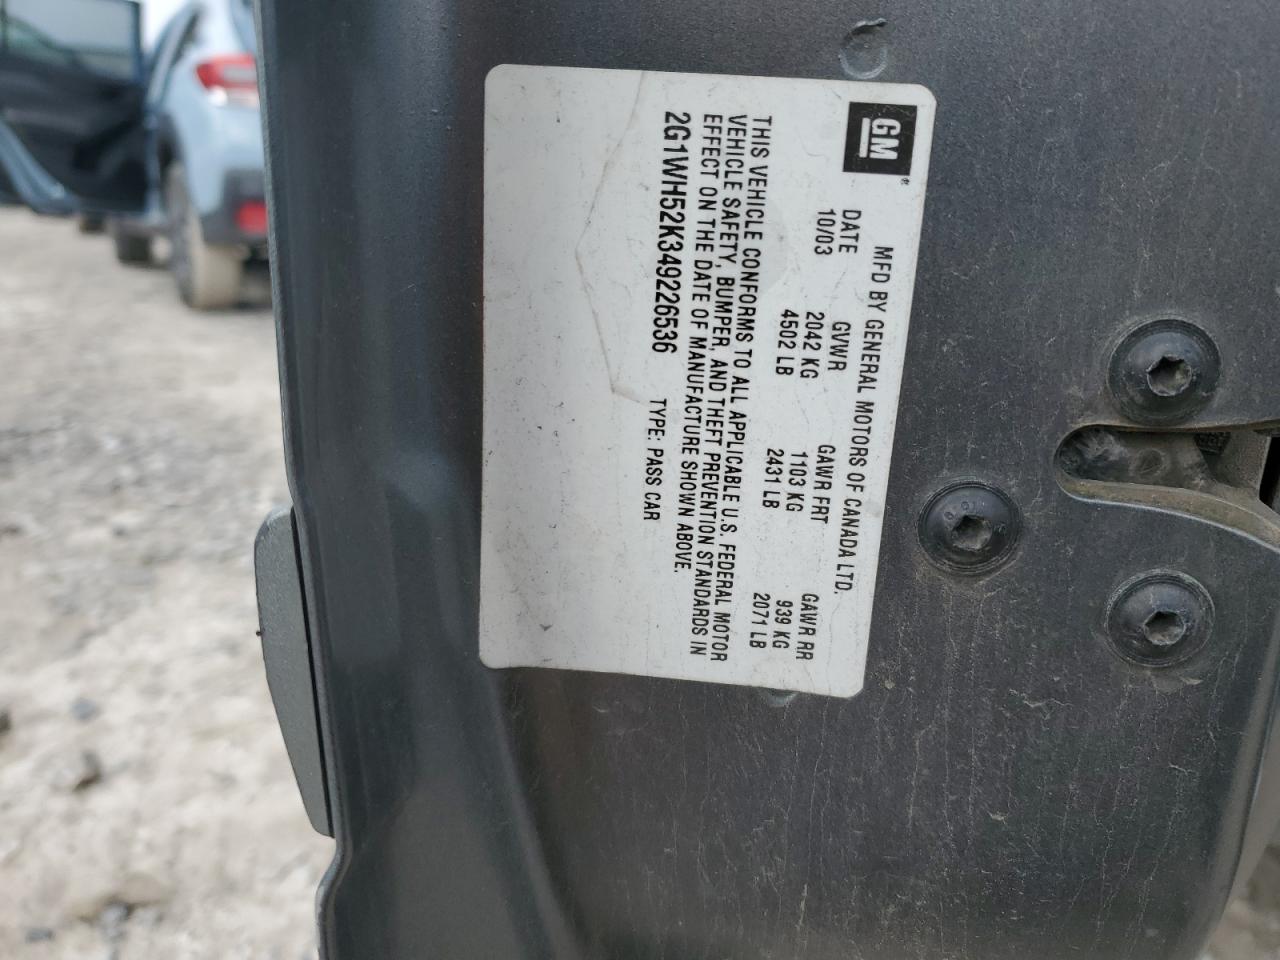 GM®
MFD BY GENERAL MOTORS OF CANADA LTD.
DATE GVWR GAWR FRT GAWR RR
10/03 2042 KG 1103 KG 939 KG
4502 LB 2431 LB 2071 LB
THIS VEHICLE CONFORMS TO ALL APPLICABLE U.S. FEDERAL MOTOR
VEHICLE SAFETY, BUMPER, AND THEFT PREVENTION STANDARDS IN
EFFECT ON THE DATE OF MANUFACTURE SHOWN ABOVE.
2G1WH52K349226536 TYPE: PASS CAR